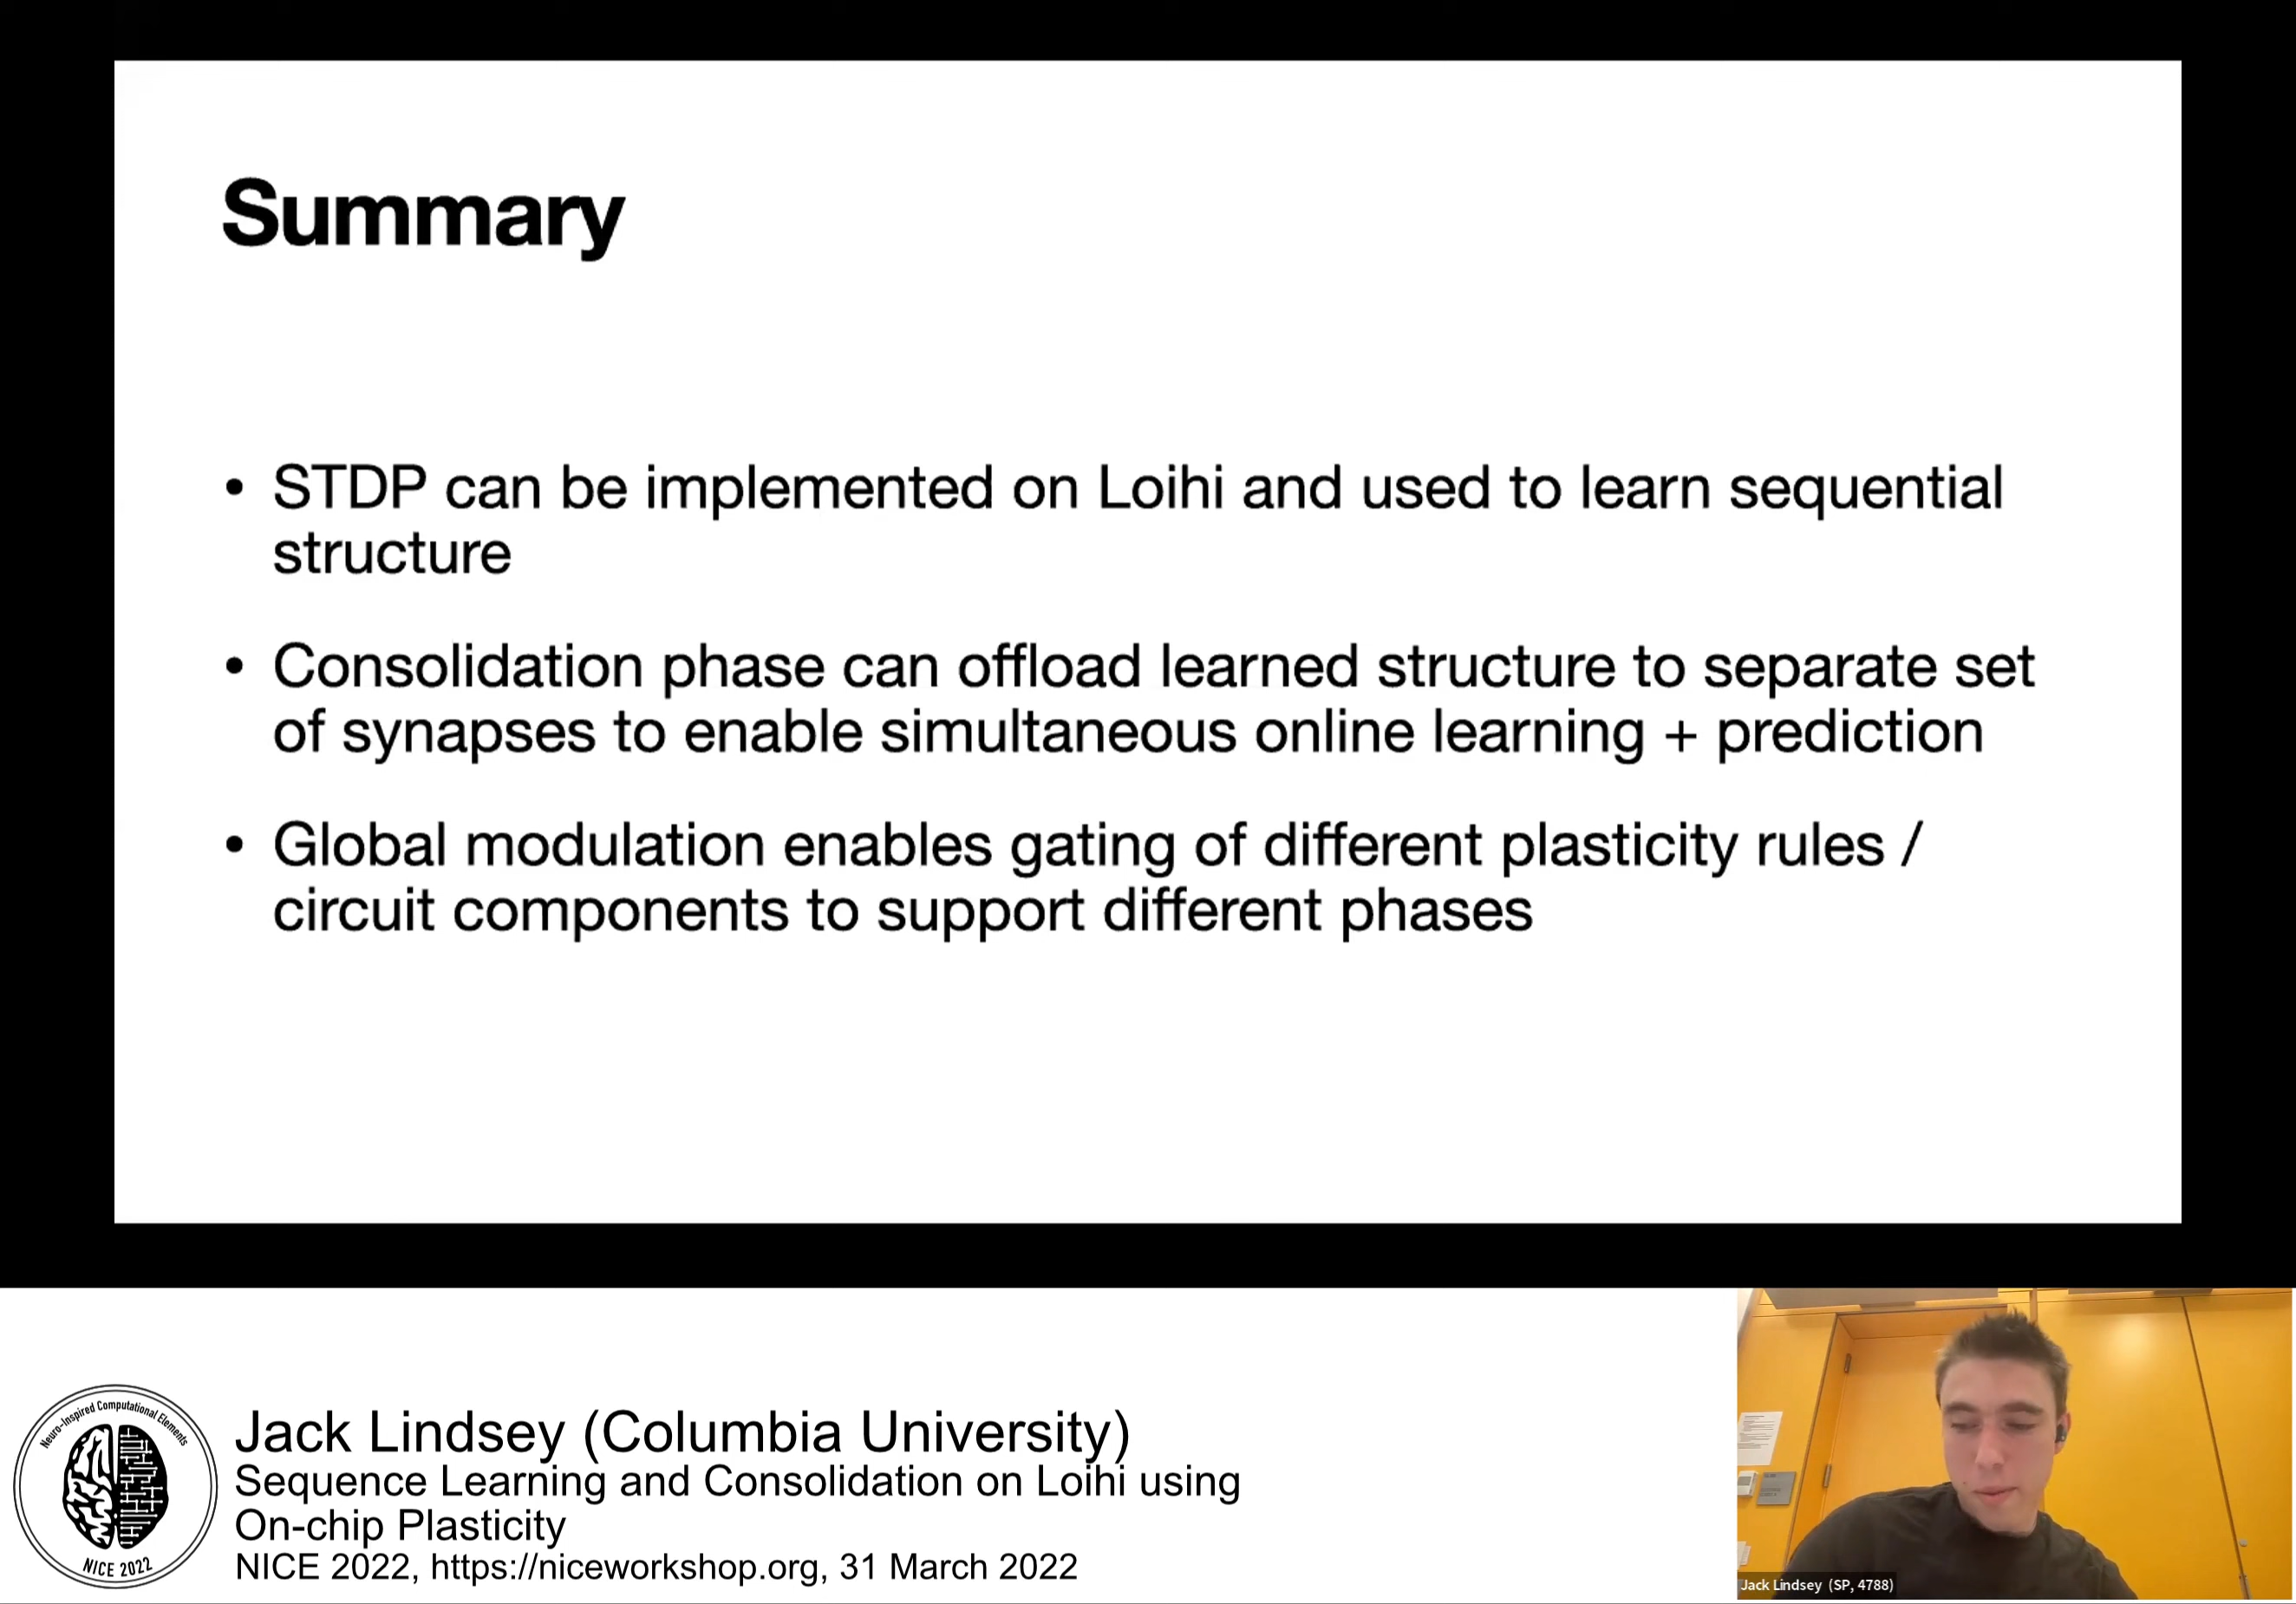 Summary
• STDP can be implemented on Loihi and used to learn sequential
structure
• Consolidation phase can offload learned structure to separate set
of synapses to enable simultaneous online learning + prediction
• Global modulation enables gating of different plasticity rules /
circuit components to support different phases
Neuro-Inspired Computational Elements
NICE 2022
Jack Lindsey (Columbia University)
Sequence Learning and Consolidation on Loihi using
On-chip Plasticity
NICE 2022, https://niceworkshop.org, 31 March 2022
Jack Lindsey (SP, 4788)